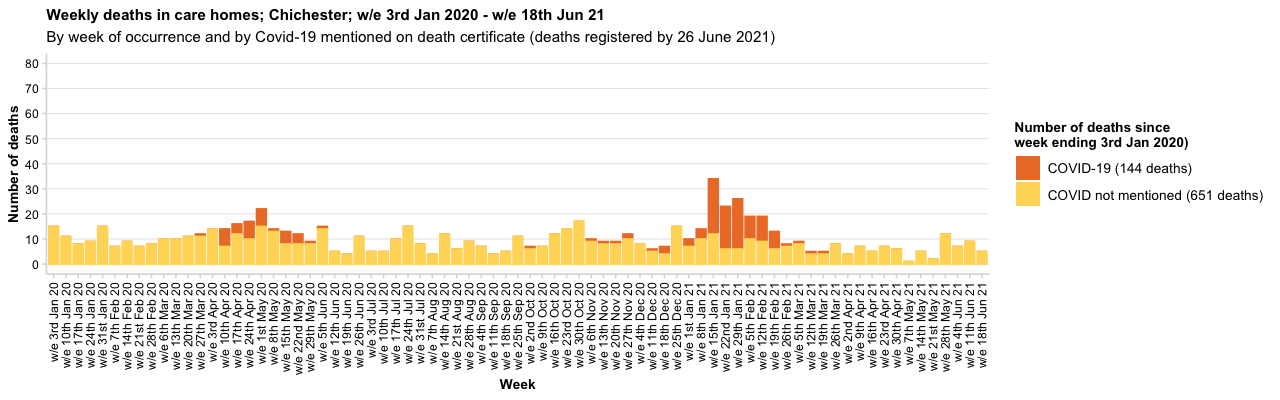 Weekly deaths in care homes; Chichester; w/e 3rd Jan 2020 - w/e 18th Jun 21
By week of occurrence and by Covid-19 mentioned on death certificate (deaths registered by 26 June 2021)
Number of deaths
80
70
60
50
40
30
20
10
0
w/e 3rd Jan 20
w/e 10th Jan 20
w/e 17th Jan 20
w/e 24th Jan 20
w/e 31st Jan 20
w/e 7th Feb 20
w/e 14th Feb 20
w/e 21st Feb 20
w/e 28th Feb 20
w/e 6th Mar 20
w/e 13th Mar 20
w/e 20th Mar 20
w/e 27th Mar 20
w/e 3rd Apr 20
w/e 10th Apr 20
w/e 17th Apr 20
w/e 24th Apr 20
w/e 1st May 20
w/e 8th May 20
w/e 15th May 20
w/e 22nd May 20
w/e 29th May 20
w/e 5th Jun 20
w/e 12th Jun 20
w/e 19th Jun 20
w/e 26th Jun 20
w/e 3rd Jul 20
w/e 10th Jul 20
w/e 17th Jul 20
w/e 24th Jul 20
w/e 31st Jul 20
w/e 7th Aug 20
w/e 14th Aug 20
w/e 21st Aug 20
w/e 28th Aug 20
w/e 4th Sep 20
w/e 11th Sep 20
w/e 18th Sep 20
w/e 25th Sep 20
w/e 2nd Oct 20
w/e 9th Oct 20
w/e 16th Oct 20
w/e 23rd Oct 20
w/e 30th Oct 20
w/e 6th Nov 20
w/e 13th Nov 20
w/e 20th Nov 20
w/e 27th Nov 20
w/e 4th Dec 20
w/e 11th Dec 20
w/e 18th Dec 20
w/e 25th Dec 20
w/e 1st Jan 21
w/e 8th Jan 21
w/e 15th Jan 21
w/e 22nd Jan 21
w/e 29th Jan 21
w/e 5th Feb 21
w/e 12th Feb 21
w/e 19th Feb 21
w/e 26th Feb 21
w/e 5th Mar 21
w/e 12th Mar 21
w/e 19th Mar 21
w/e 26th Mar 21
w/e 2nd Apr 21
w/e 9th Apr 21
w/e 16th Apr 21
w/e 23rd Apr 21
w/e 30th Apr 21
w/e 7th May 21
w/e 14th May 21
w/e 21st May 21
w/e 28th May 21
w/e 4th Jun 21
w/e 11th Jun 21
w/e 18th Jun 21
Week
Number of deaths since
week ending 3rd Jan 2020)
COVID-19 (144 deaths)
COVID not mentioned (651 deaths)